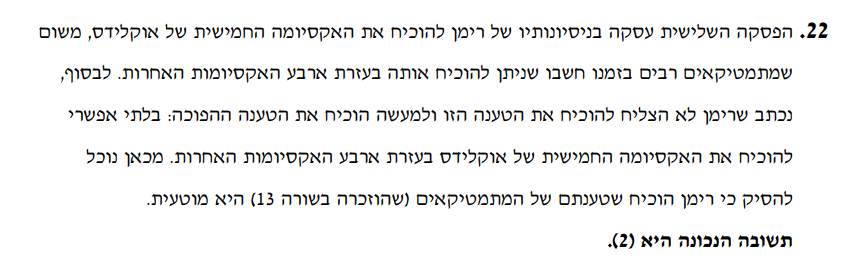 22. הפסקה השלישית עסקה בניסיונותיו של רימן להוכיח את האקסיומה החמישית של אוקלידס, משום
שמתמטיקאים רבים בזמנו חשבו שניתן להוכיח אותה בעזרת ארבע האקסיומות האחרות. לבסוף,
נכתב שרימן לא הצליח להוכיח את הטענה הזו ולמעשה הוכיח את הטענה ההפוכה: בלתי אפשרי
להוכיח את האקסיומה החמישית של אוקלידס בעזרת ארבע האקסיומות האחרות. מכאן נוכל
להסיק כי רימן הוכיח שטענתם של המתמטיקאים (שהוזכרה בשורה 13) היא מוטעית.
תשובה הנכונה היא (2).